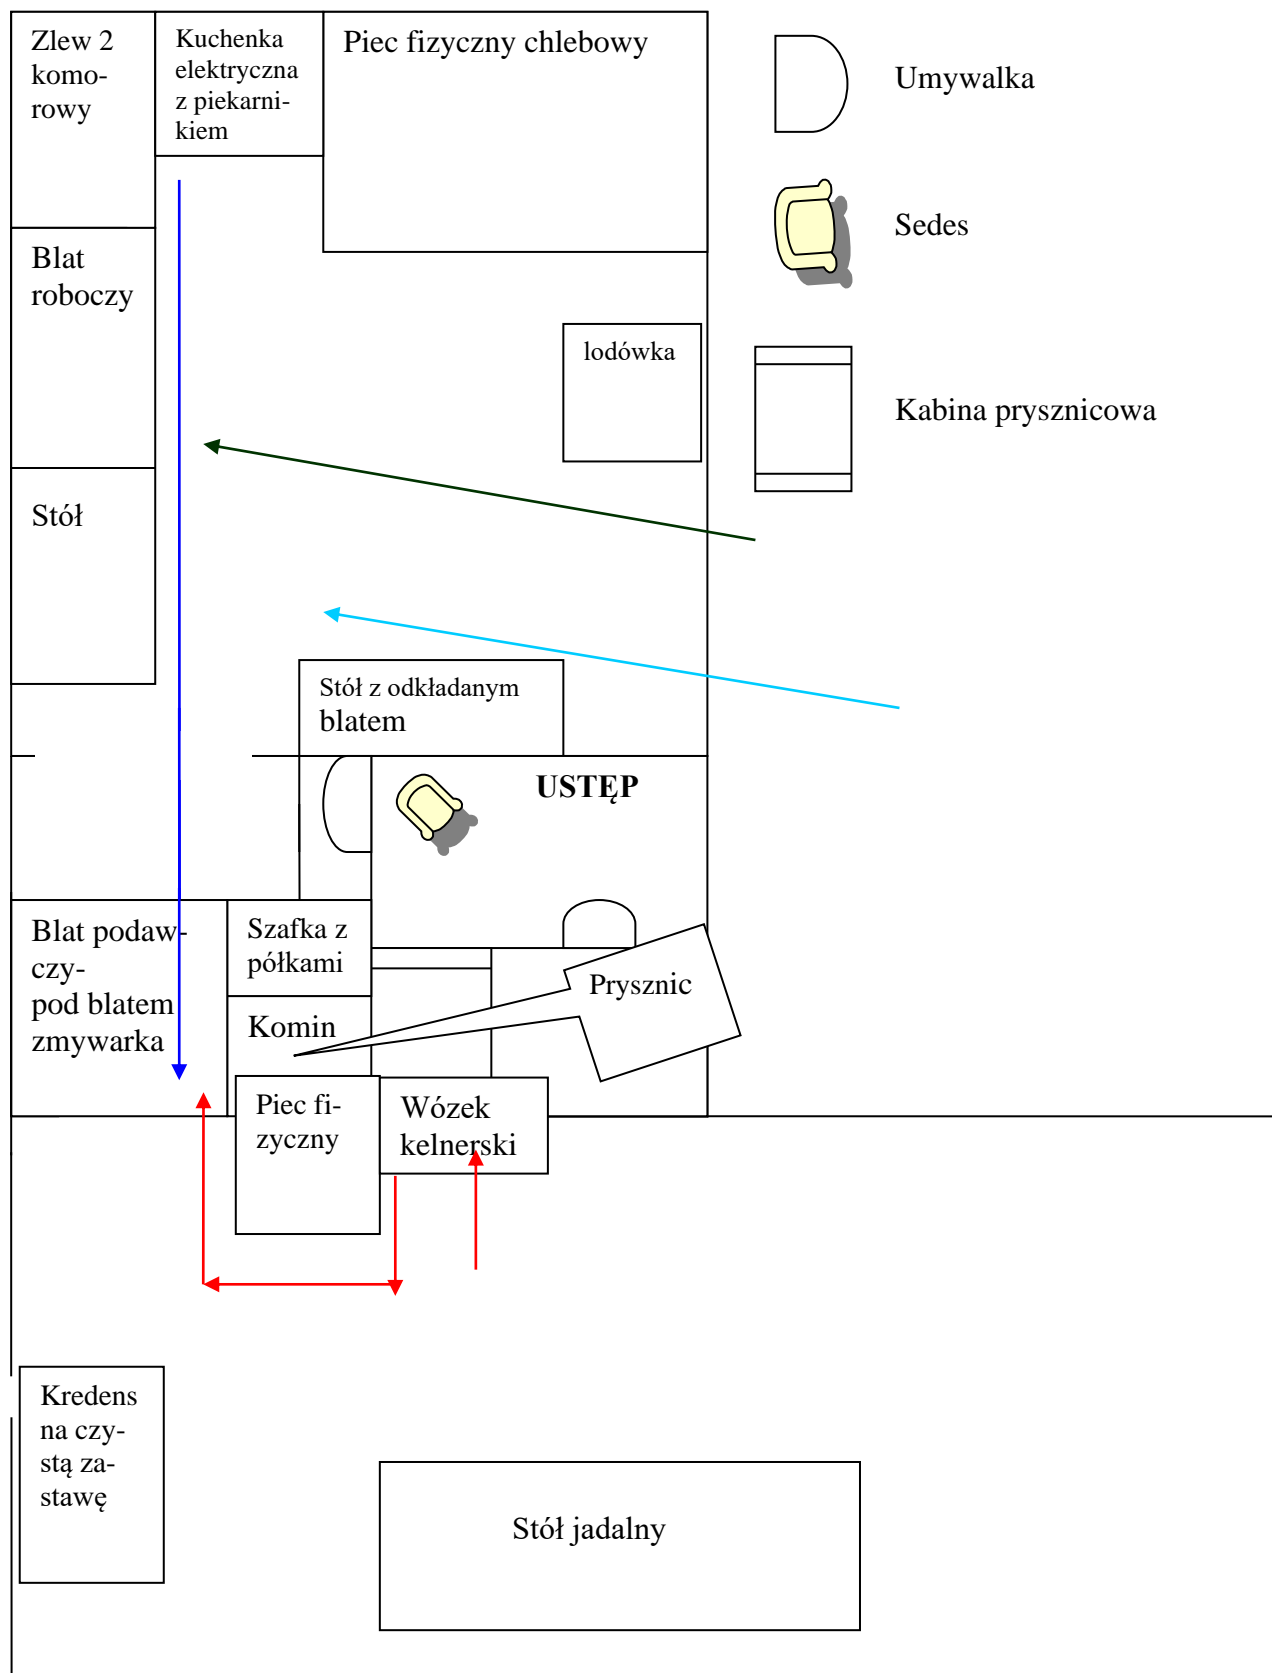 Zlew 2
komo-
rowy
Kuchenka
elektryczna
z piekarni-
kiem
Piec fizyczny chlebowy
Umywalka
Sedes
Blat
roboczy
lodówka
Kabina prysznicowa
Stół
Stół z odkładanym
blatem
USTĘP
Blat podaw-
czy-
pod blatem
zmywarka
Szafka z
półkami
Prysznic
Komin
Piec fi-
zyczny
Wózek
kelnerski
Kredens
na czy-
stą za-
stawę
Stół jadalny